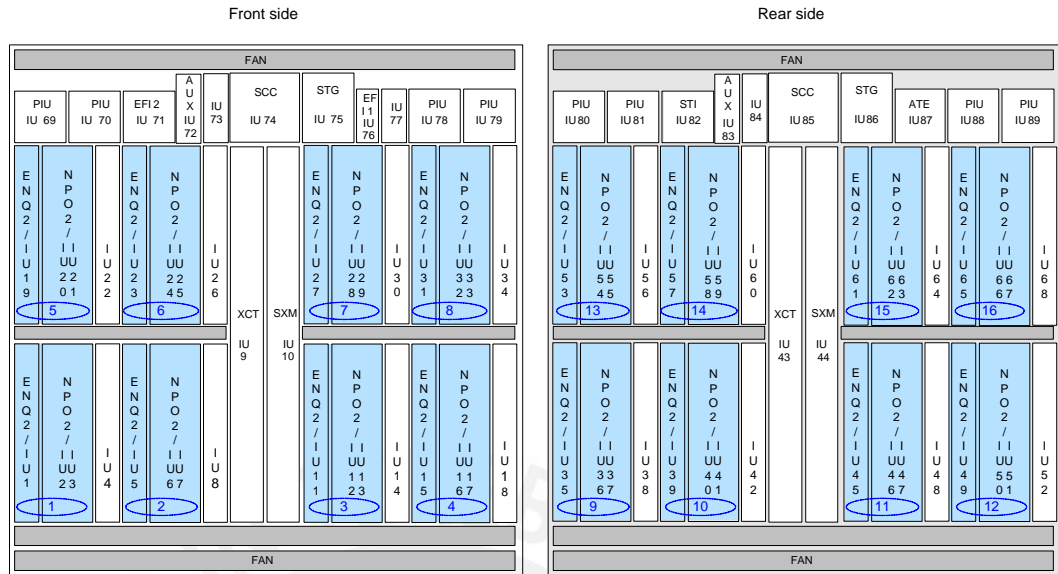 Front side
FAN
PIU IU 69
PIU IU 70
EFI2 IU 71
AUX IU 72
IU 73
SCC IU 74
STG IU 75
EFI1 IU 76
IU 77
PIU IU 78
PIU IU 79
ENQ2/IU19
NPO2/IU20 IU21
5
IU22
ENQ2/IU23
NPO2/IU24 IU25
6
IU26
XCT IU 9
SXM IU 10
ENQ2/IU27
NPO2/IU28 IU29
7
IU30
ENQ2/IU31
NPO2/IU32 IU33
8
IU34
ENQ2/IU1
NPO2/IU2 IU3
1
IU4
ENQ2/IU5
NPO2/IU6 IU7
2
IU8
ENQ2/IU11
NPO2/IU12 IU13
3
IU14
ENQ2/IU15
NPO2/IU16 IU17
4
IU18
FAN
Rear side
FAN
PIU IU80
PIU IU81
STI IU82
AUX IU 83
IU 84
SCC IU85
STG IU86
ATE IU87
PIU IU88
PIU IU89
ENQ2/IU53
NPO2/IU54 IU55
13
IU56
ENQ2/IU57
NPO2/IU58 IU59
14
IU60
XCT IU 43
SXM IU 44
ENQ2/IU61
NPO2/IU62 IU63
15
IU64
ENQ2/IU65
NPO2/IU66 IU67
16
IU68
ENQ2/IU35
NPO2/IU36 IU37
9
IU38
ENQ2/IU39
NPO2/IU40 IU41
10
IU42
ENQ2/IU45
NPO2/IU46 IU47
11
IU48
ENQ2/IU49
NPO2/IU50 IU51
12
IU52
FAN